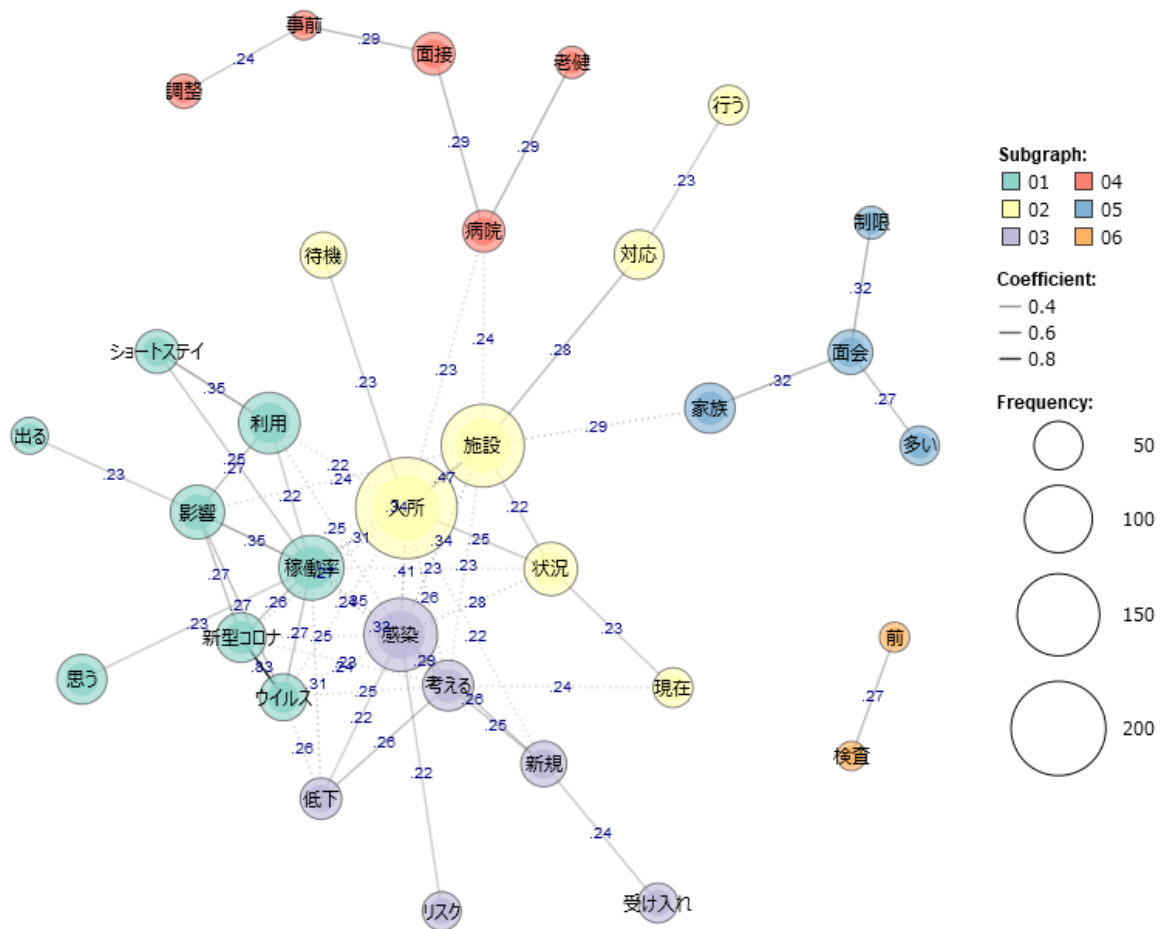 事前
.24
.29
面接
老健
調整
行う
.29
.29
.23
Subgraph:
01 04
02 05
03 06
制限
病院
待機
対応
Coefficient:
0.4
0.6
0.8
.32
.24
ショートステイ
.28
面会
.23
.23
.35
.32
.27
Frequency:
50
100
150
200
家族
利用
出る
施設
.29
多い
.25
.27
.22
.24
.47
.23
影響
.22
入所
.22
.34
.35
.25
.31
.34
.25
稼働率
.41
.23
.23
状況
.27
.27
.26
.26
.28
.23
新型コロナ
.27
.25
.33
感染
.22
.23
前
思う
.24
.29
ウイルス
.31
.25
考える
.24
現在
.27
.22
.26
.25
.26
.26
新規
検査
.22
低下
.24
リスク
受け入れ